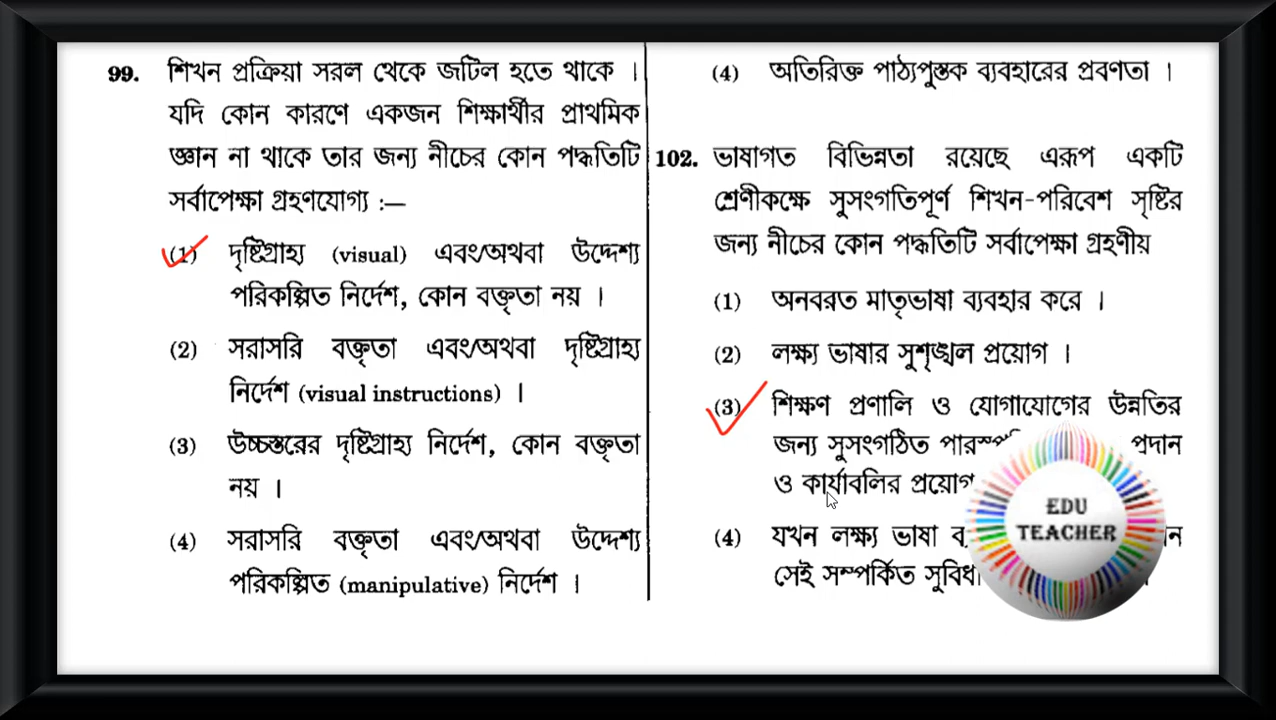 99. শিখন প্রক্রিয়া সরল থেকে জটিল হতে থাকে ।
যদি কোন কারণে একজন শিক্ষার্থীর প্রাথমিক
জ্ঞান না থাকে তার জন্য নীচের কোন পদ্ধতিটি
সর্বাপেক্ষা গ্রহণযোগ্য :—
(1) দৃষ্টিগ্রাহ্য (visual) এবং/অথবা উদ্দেশ্য
পরিকল্পিত নির্দেশ, কোন বক্তৃতা নয় ।
(2) সরাসরি বক্তৃতা এবং/অথবা দৃষ্টিগ্রাহ্য
নির্দেশ (visual instructions) ।
(3) উচ্চস্তরের দৃষ্টিগ্রাহ্য নির্দেশ, কোন বক্তৃতা
নয় ।
(4) সরাসরি বক্তৃতা এবং/অথবা উদ্দেশ্য
পরিকল্পিত (manipulative) নির্দেশ ।
(4) অতিরিক্ত পাঠ্যপুস্তক ব্যবহারের প্রবণতা ।
102. ভাষাগত বিভিন্নতা রয়েছে এরূপ একটি
শ্রেণীকক্ষে সুসংগতিপূর্ণ শিখন-পরিবেশ সৃষ্টির
জন্য নীচের কোন পদ্ধতিটি সর্বাপেক্ষা গ্রহণীয়
(1) অনবরত মাতৃভাষা ব্যবহার করে ।
(2) লক্ষ্য ভাষার সুশৃঙ্খল প্রয়োগ ।
(3) শিক্ষণ প্রণালি ও যোগাযোগের উন্নতির
জন্য সুসংগঠিত প্রদান
ও কার্যাবলির প্রয়োগ
(4) যখন লক্ষ্য ভাষা
সেই সম্পর্কিত সুবিধা
EDU
TEACHER